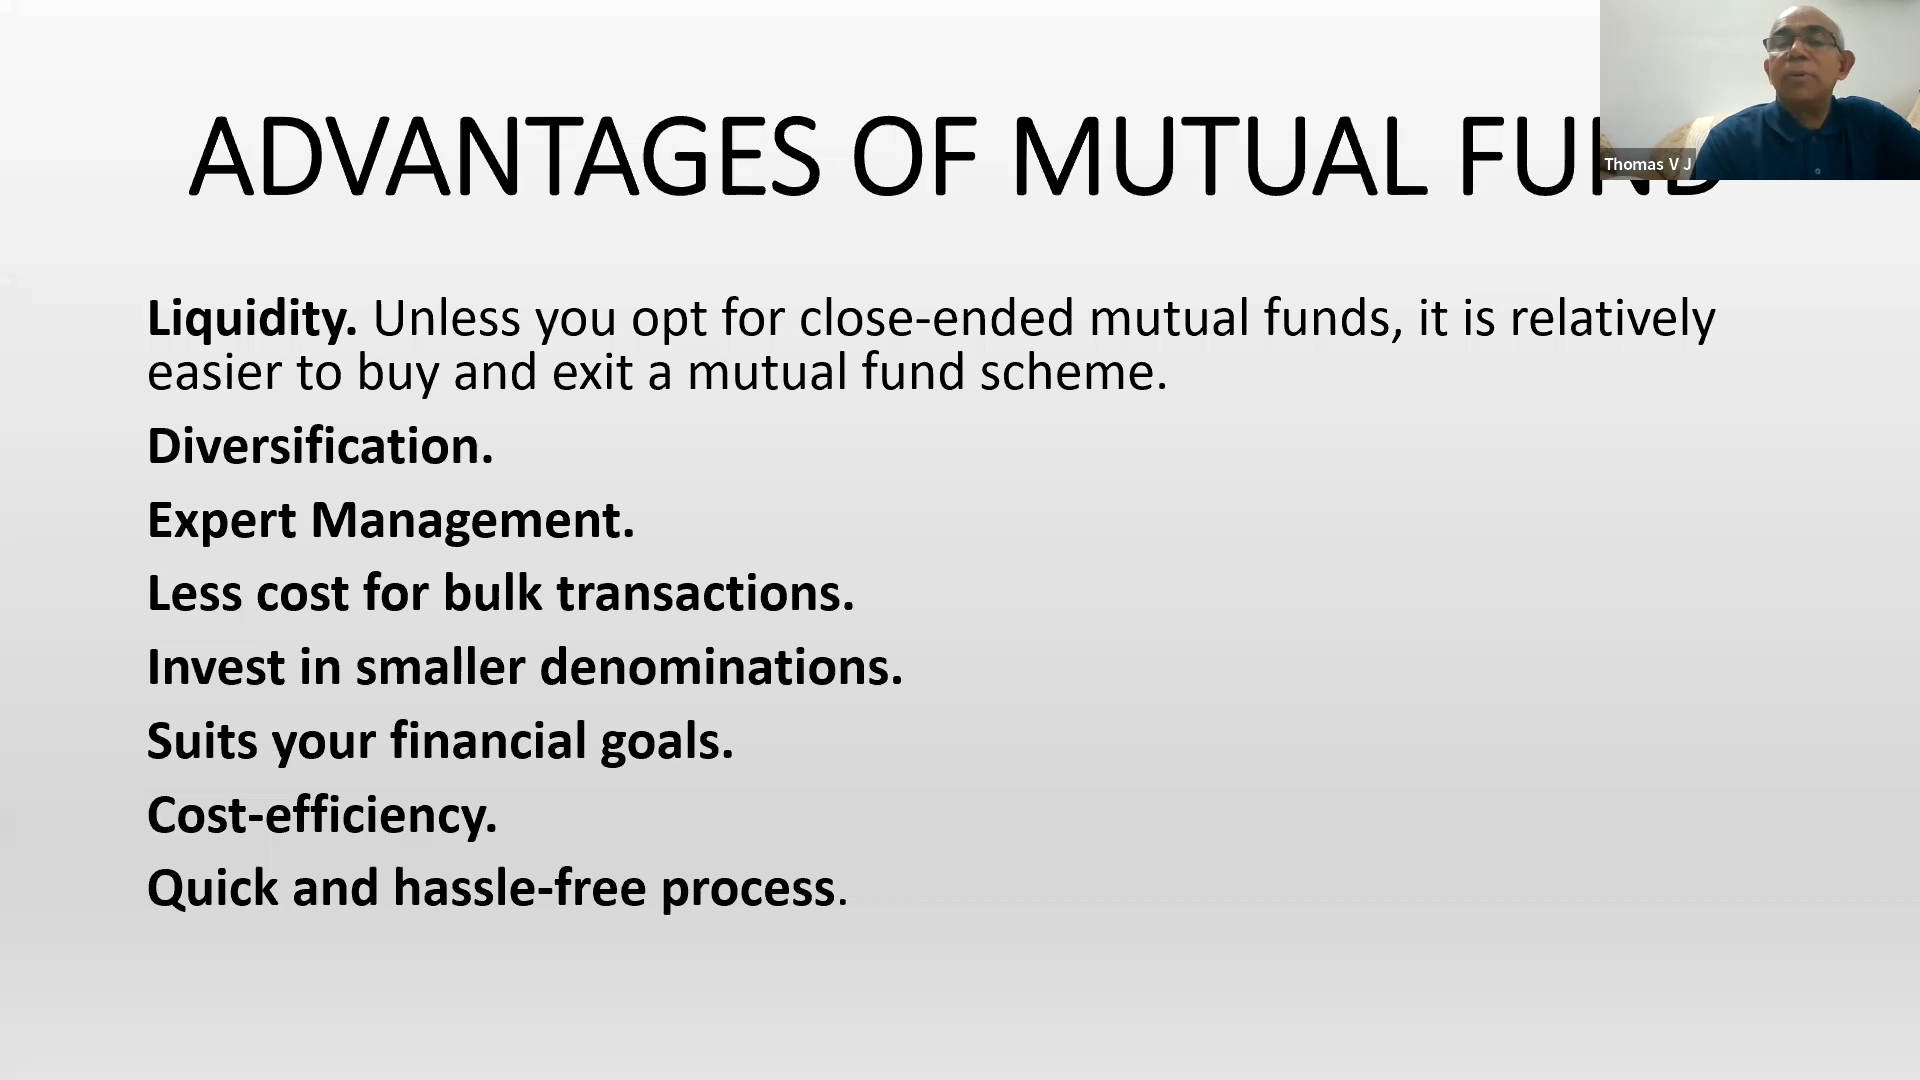 ADVANTAGES OF MUTUAL FUND
Thomas V J
Liquidity. Unless you opt for close-ended mutual funds, it is relatively
easier to buy and exit a mutual fund scheme.
Diversification.
Expert Management.
Less cost for bulk transactions.
Invest in smaller denominations.
Suits your financial goals.
Cost-efficiency.
Quick and hassle-free process.